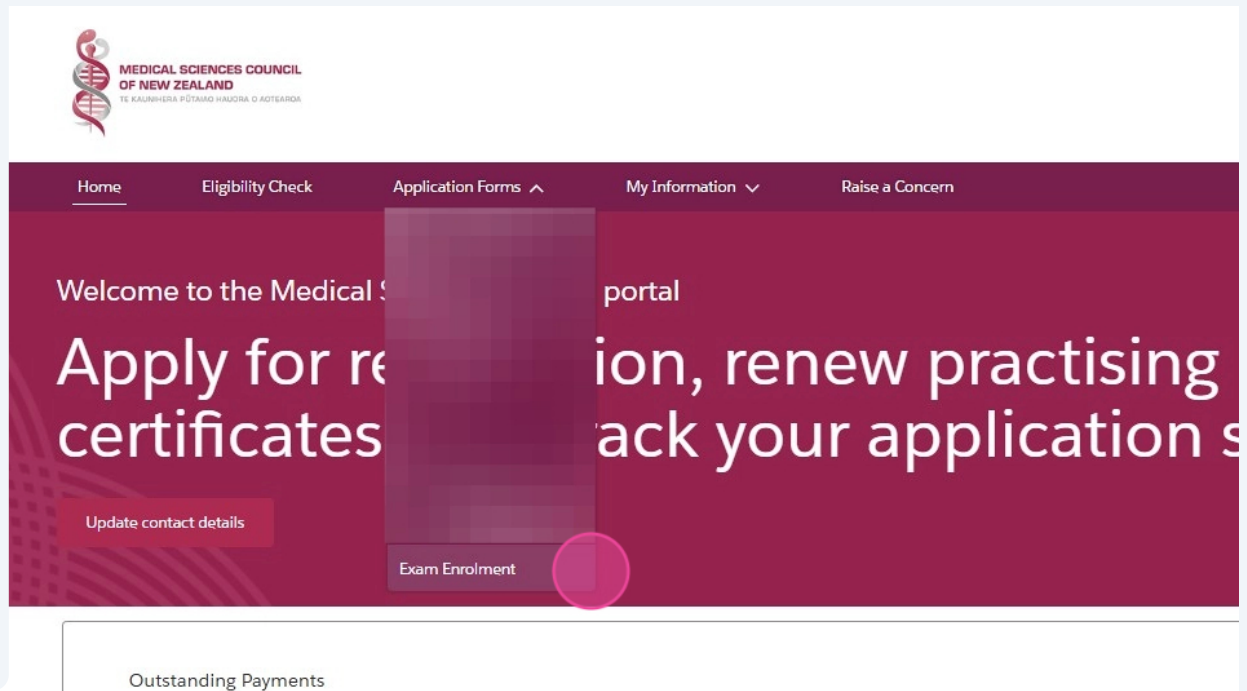 MEDICAL SCIENCES COUNCIL
OF NEW ZEALAND
TE KAUNIHERA PŪTAIAO HAUORA O AOTEAROA
Home Eligibility Check Application Forms My Information Raise a Concern
Welcome to the Medical portal
Apply for re ion, renew practising
certificates ack your application s
Update contact details
Exam Enrolment
Outstanding Payments